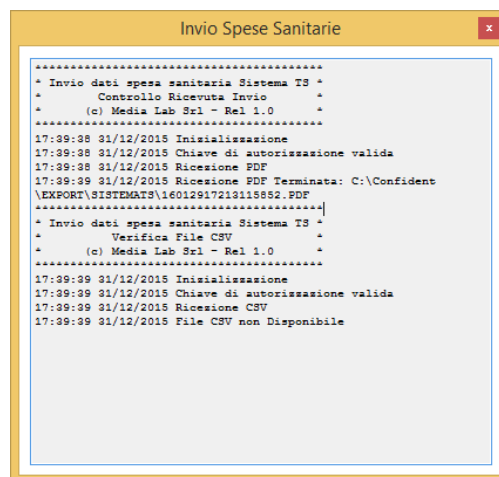 Invio Spese Sanitarie
x
*****************************************
* Invio dati spesa sanitaria Sistema TS *
* Controllo Ricevuta Invio *
* (c) Media Lab Srl - Rel 1.0 *
*****************************************
17:39:38 31/12/2015 Inizializzazione
17:39:38 31/12/2015 Chiave di autorizzazione valida
17:39:38 31/12/2015 Ricezione PDF
17:39:39 31/12/2015 Ricezione PDF Terminata: C:\Confident
\EXPORT\SISTEMATS\16012917213115852.PDF
*****************************************
* Invio dati spesa sanitaria Sistema TS *
* Verifica File CSV *
* (c) Media Lab Srl - Rel 1.0 *
*****************************************
17:39:39 31/12/2015 Inizializzazione
17:39:39 31/12/2015 Chiave di autorizzazione valida
17:39:39 31/12/2015 Ricezione CSV
17:39:39 31/12/2015 File CSV non Disponibile